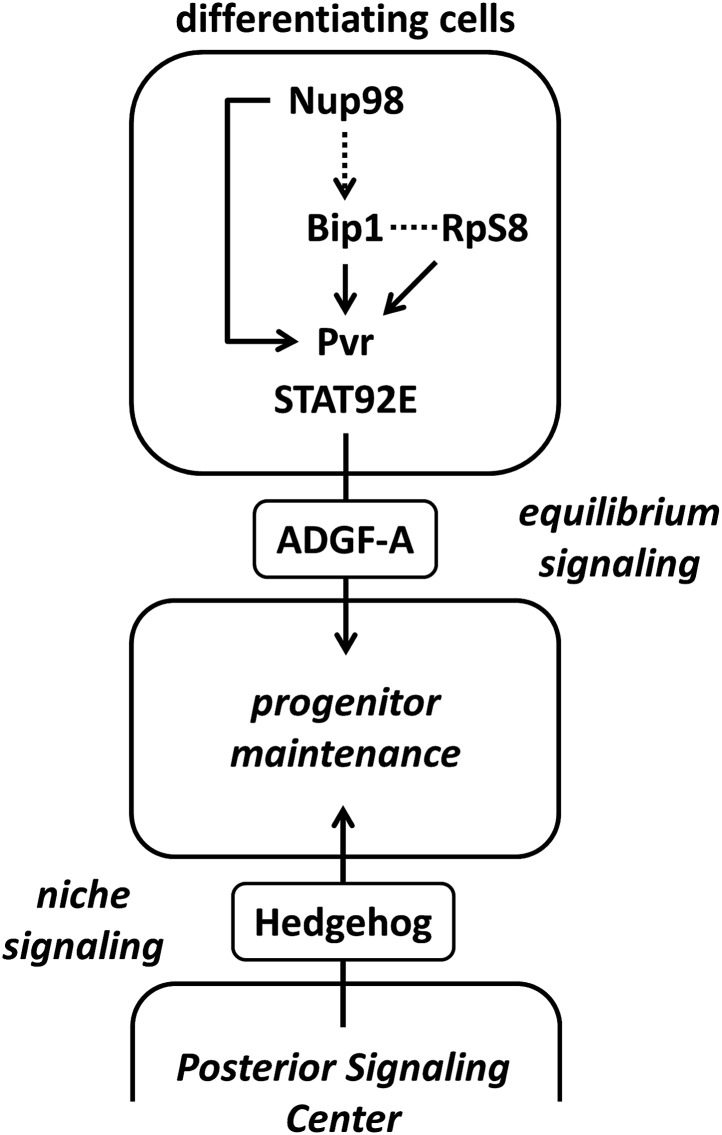 differentiating cells
Nup98
Bip1 ····· RpS8
Pvr
STAT92E
equilibrium
signaling
ADGF-A
progenitor
maintenance
niche
signaling
Hedgehog
Posterior Signaling
Center